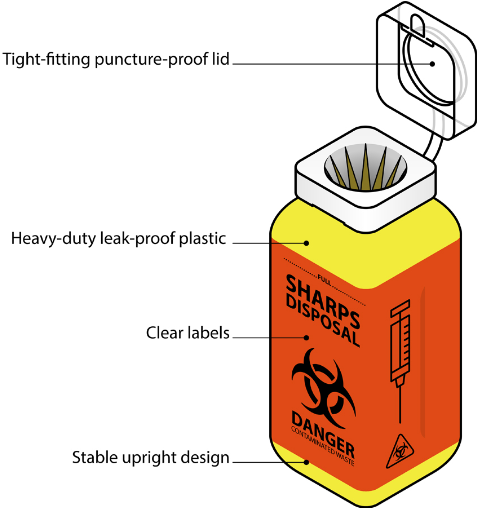 Tight-fitting puncture-proof lid
Heavy-duty leak-proof plastic
FULL
SHARPS
DISPOSAL
Clear labels
DANGER
CONTAMINATED WASTE
Stable upright design